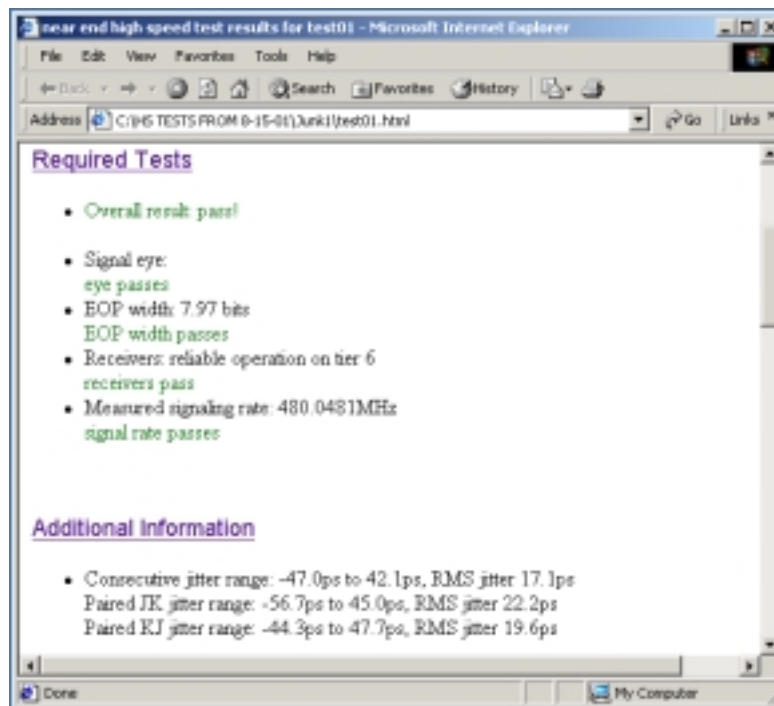 near end high speed test results for test01 - Microsoft Internet Explorer
File Edit View Favorites Tools Help
Back Search Favorites History
Address C:\HS TESTS FROM 8-15-01\Junk1\test01.html Go Links »
Required Tests
• Overall result: pass!
• Signal eye:
eye passes
• EOP width: 7.97 bits
EOP width passes
• Receivers: reliable operation on tier 6
receivers pass
• Measured signaling rate: 480.0481MHz
signal rate passes
Additional Information
• Consecutive jitter range: -47.0ps to 42.1ps, RMS jitter 17.1ps
Paired JK jitter range: -56.7ps to 45.0ps, RMS jitter 22.2ps
Paired KJ jitter range: -44.3ps to 47.7ps, RMS jitter 19.6ps
Done My Computer